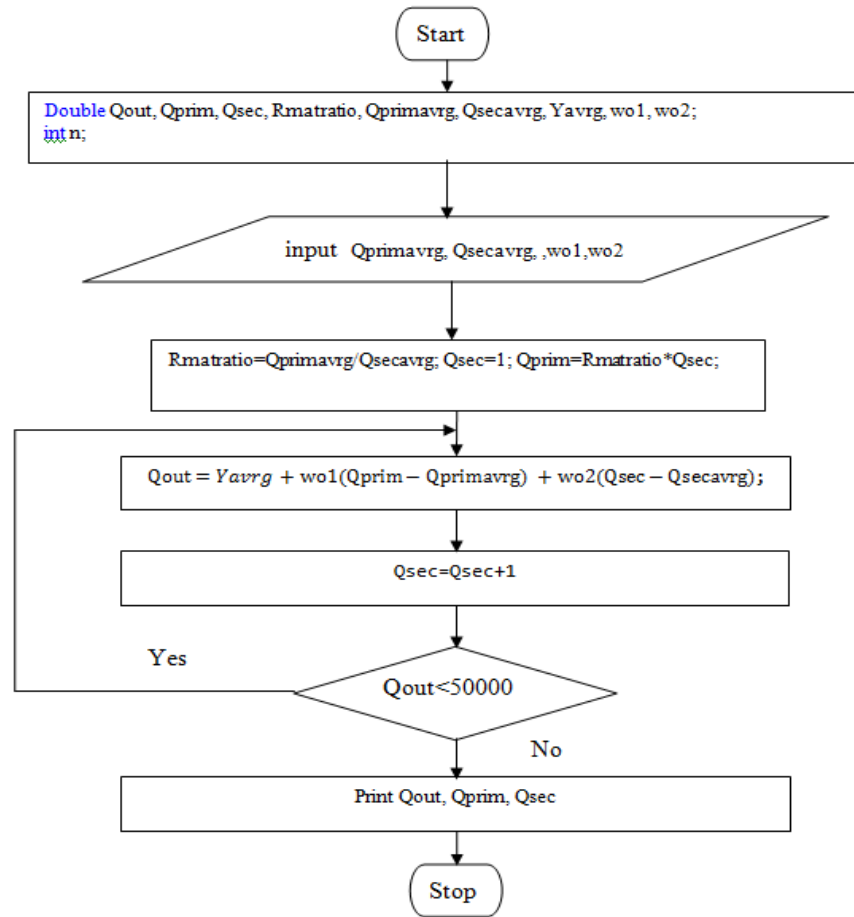 Start
Double Qout, Qprim, Qsec, Rmatratio, Qprimavrg, Qsecavrg, Yavrg, wo1, wo2;
int n;
input Qprimavrg, Qsecavrg, ,wo1,wo2
Rmatratio=Qprimavrg/Qsecavrg; Qsec=1; Qprim=Rmatratio*Qsec;
Qout = Yavrg + wo1(Qprim − Qprimavrg) + wo2(Qsec − Qsecavrg);
Qsec=Qsec+1
Yes
Qout<50000
No
Print Qout, Qprim, Qsec
Stop